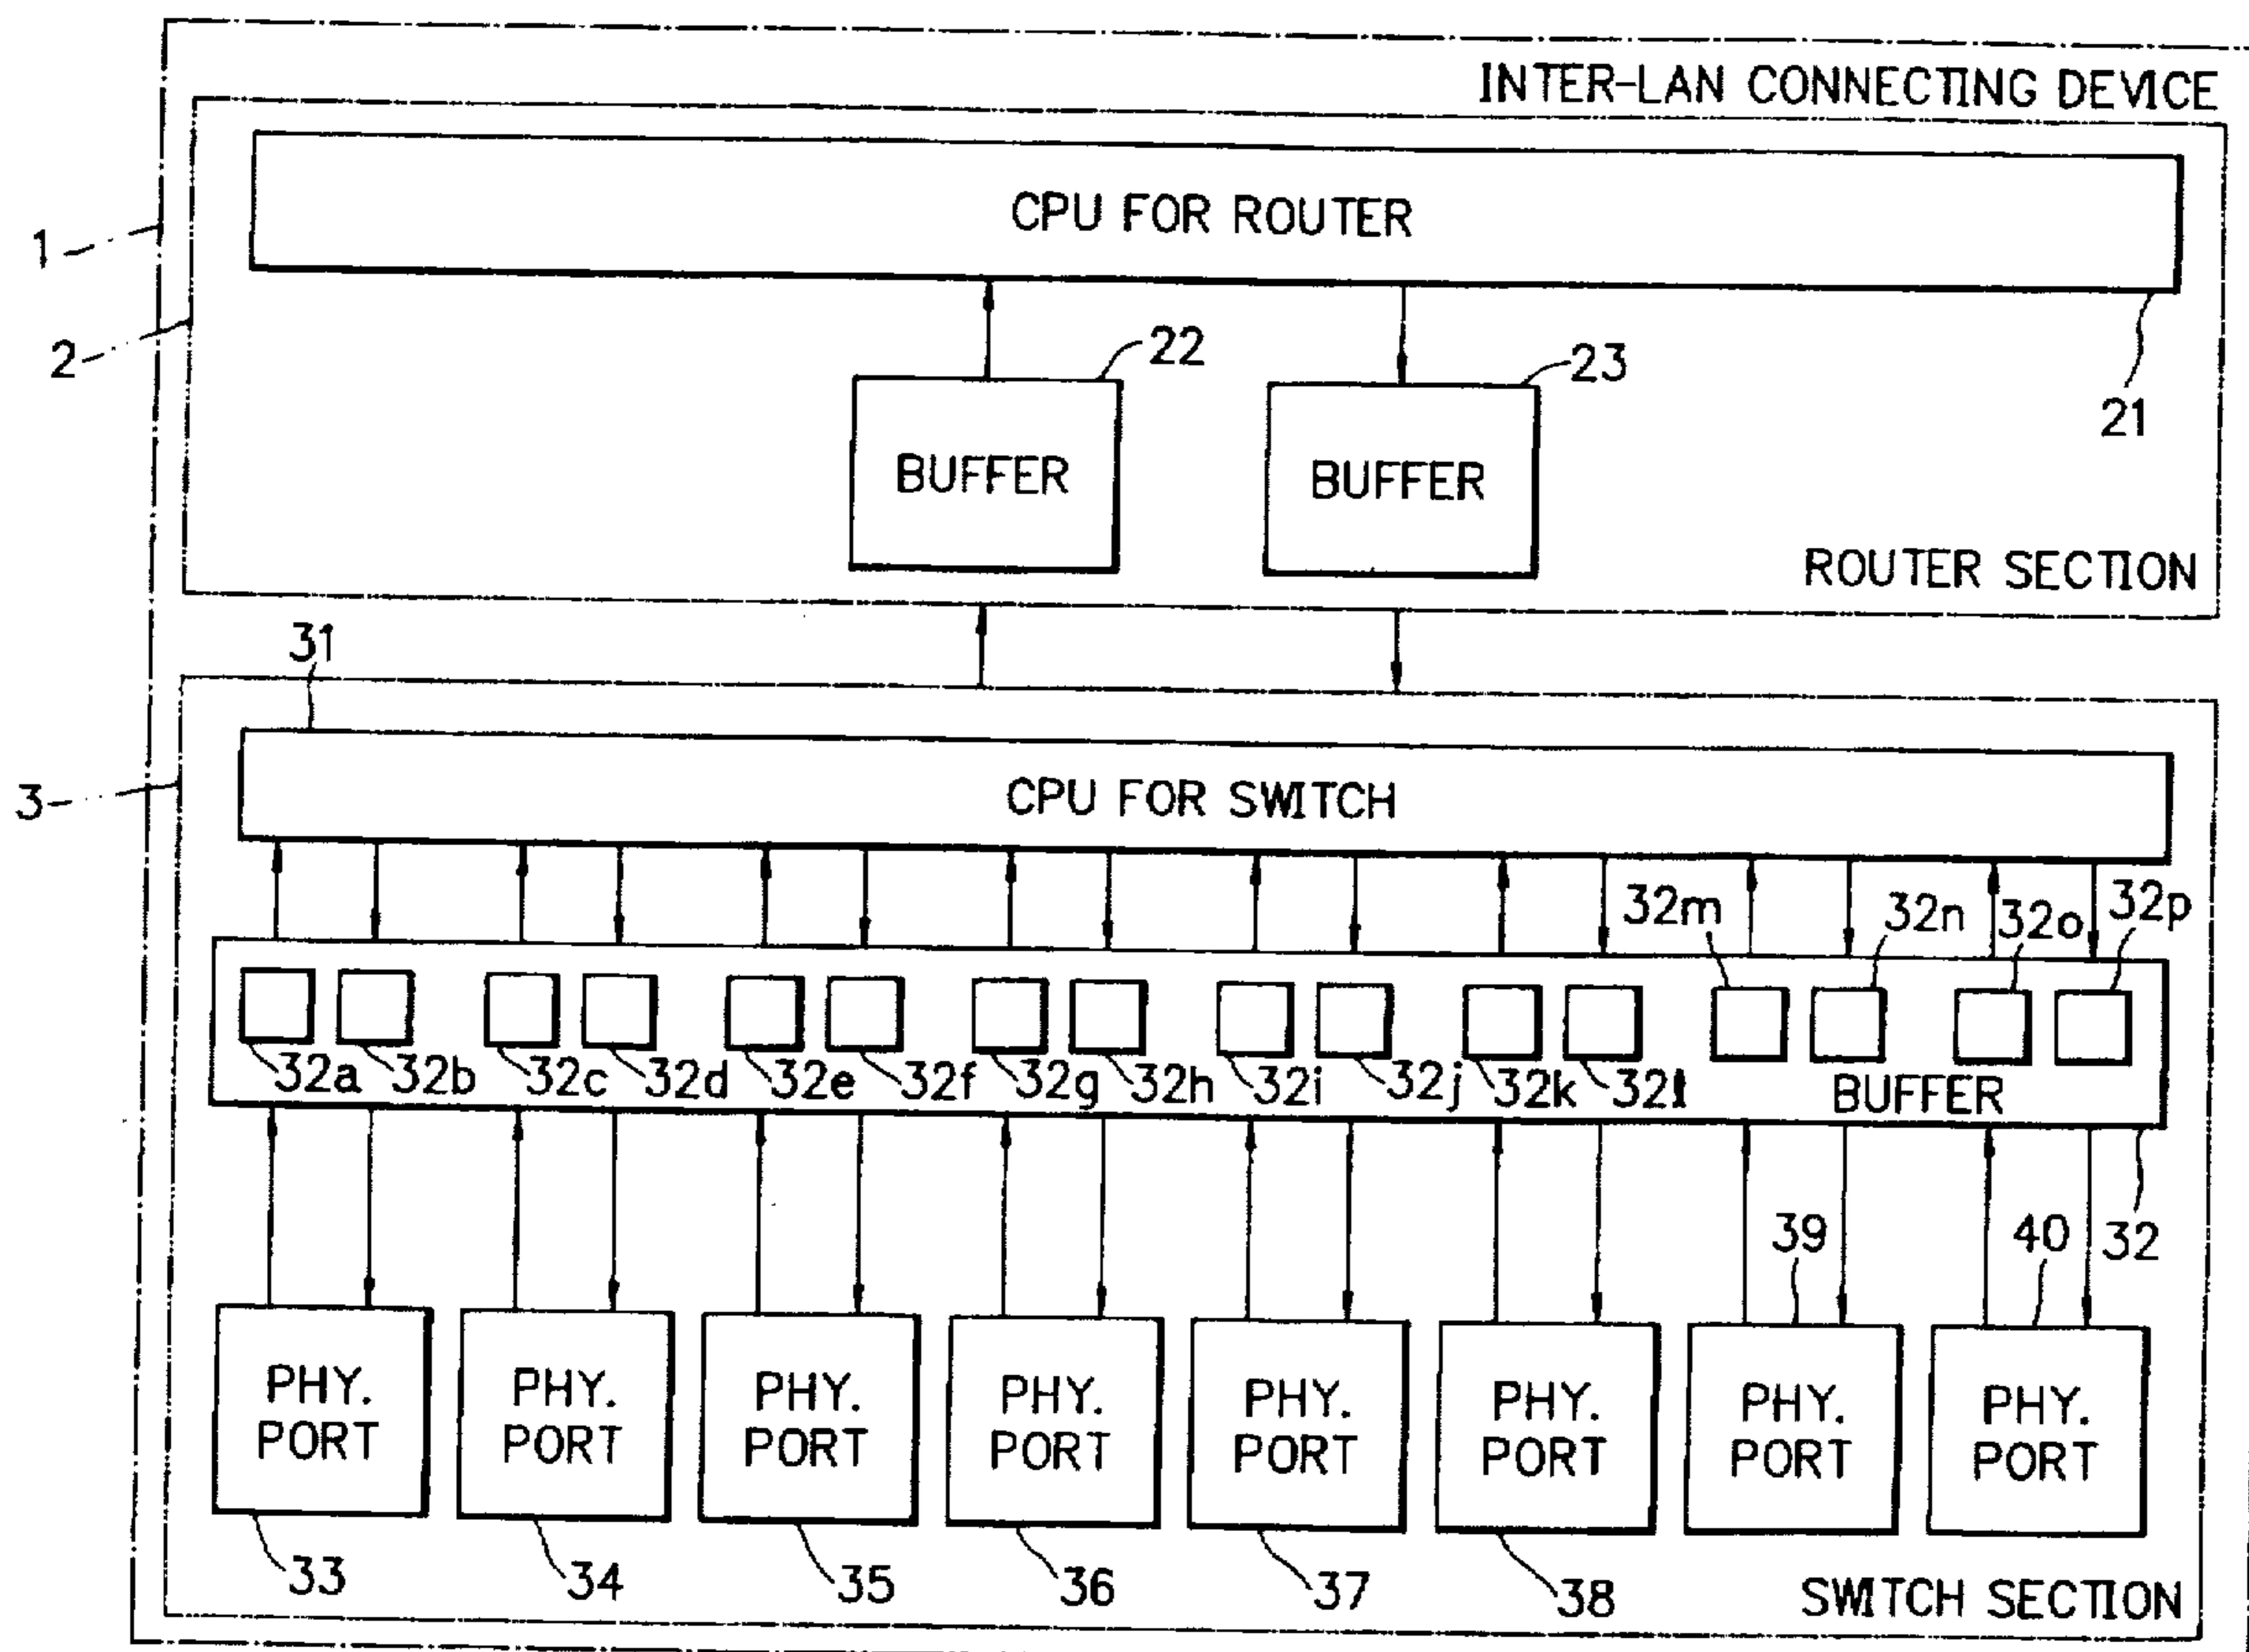 INTER-LAN CONNECTING DEVICE
CPU FOR ROUTER
1
2
22
23
21
BUFFER
BUFFER
ROUTER SECTION
31
3
CPU FOR SWITCH
32m
32n
32o
32p
32a
32b
32c
32d
32e
32f
32g
32h
32i
32j
32k
32l
BUFFER
39
40
32
PHY.
PORT
PHY.
PORT
PHY.
PORT
PHY.
PORT
PHY.
PORT
PHY.
PORT
PHY.
PORT
PHY.
PORT
33
34
35
36
37
38
SWITCH SECTION